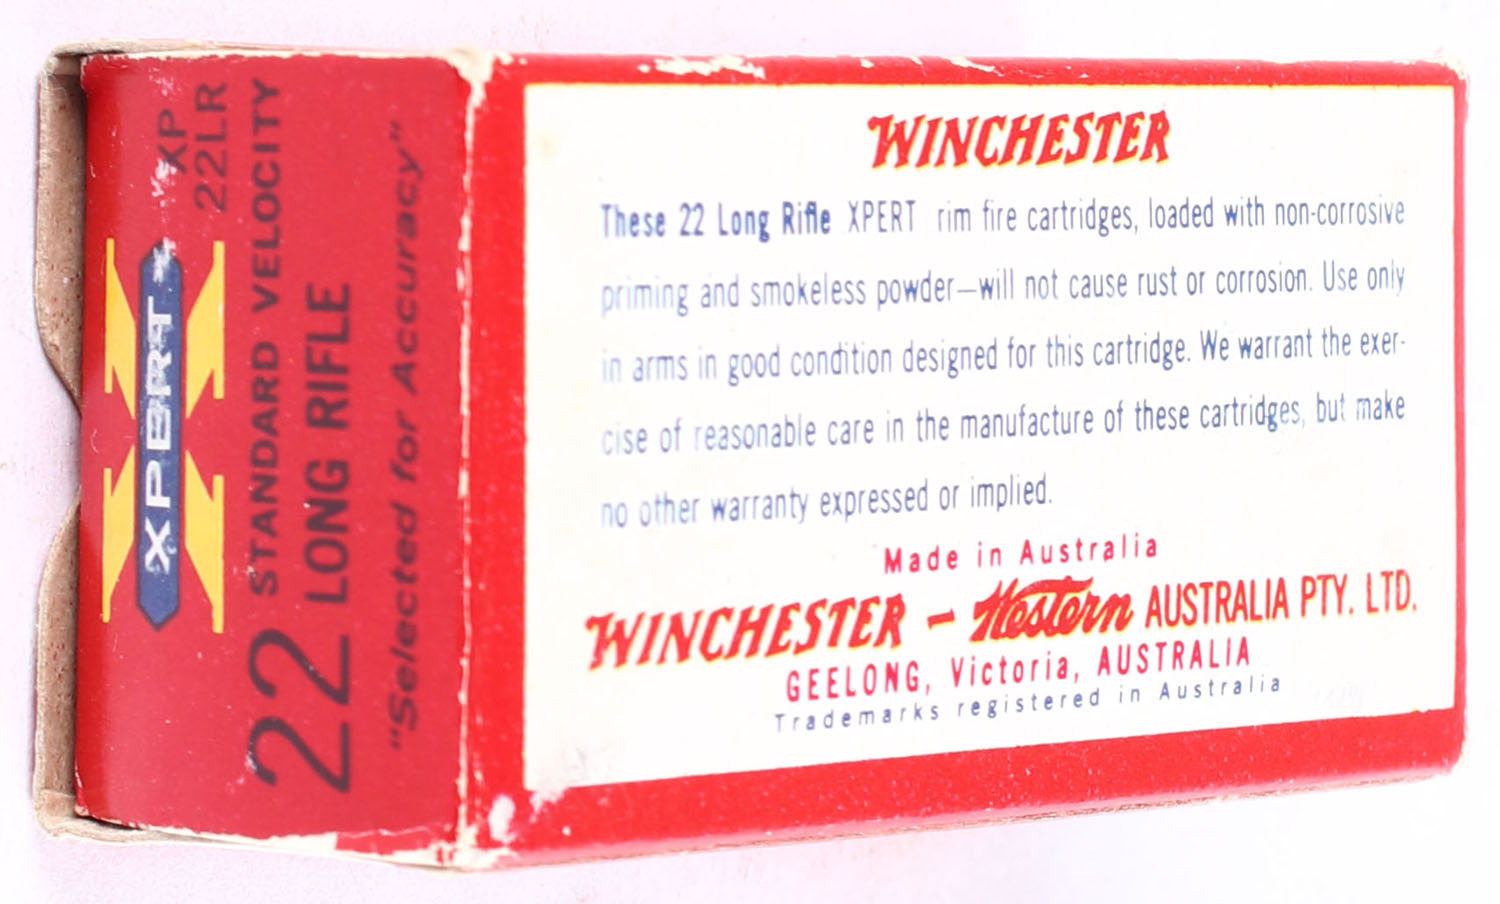 XP
22LR
XPERT
22 STANDARD VELOCITY
LONG RIFLE
"Selected for Accuracy"
WINCHESTER
These 22 Long Rifle XPERT rim fire cartridges, loaded with non-corrosive
priming and smokeless powder—will not cause rust or corrosion. Use only
in arms in good condition designed for this cartridge. We warrant the exer-
cise of reasonable care in the manufacture of these cartridges, but make
no other warranty expressed or implied.
Made in Australia
WINCHESTER - Western AUSTRALIA PTY. LTD.
GEELONG, Victoria, AUSTRALIA
Trademarks registered in Australia